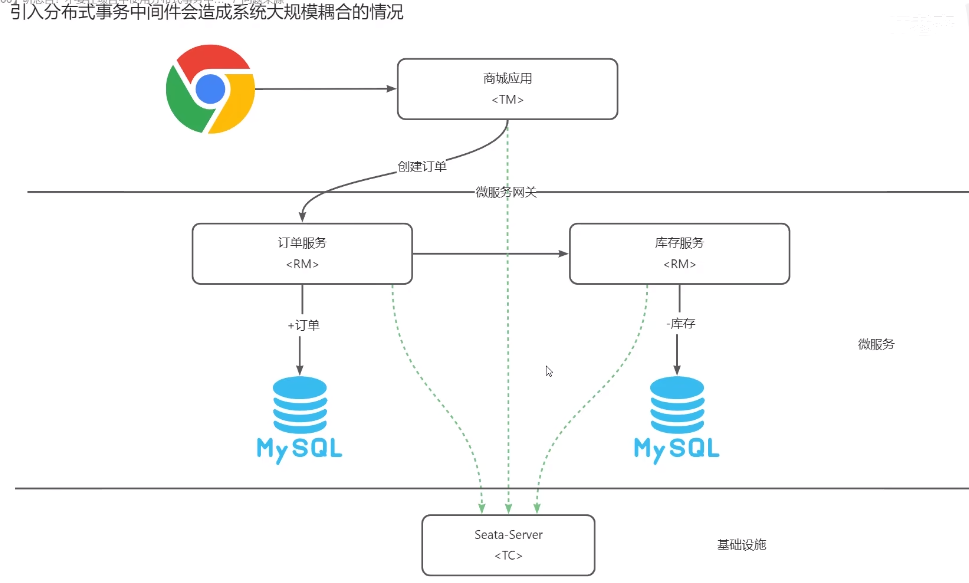 引入分布式事务中间件会造成系统大规模耦合的情况
商城应用
<TM>
创建订单
微服务网关
订单服务
<RM>
库存服务
<RM>
+订单
-库存
微服务
MySQL
MySQL
Seata-Server
<TC>
基础设施